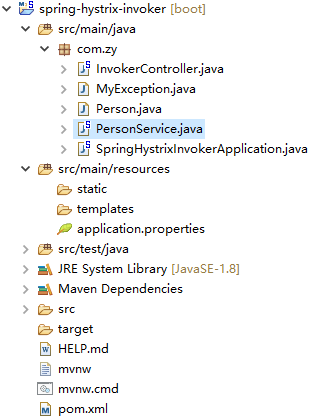 spring-hystrix-invoker [boot]
src/main/java
com.zy
InvokerController.java
MyException.java
Person.java
PersonService.java
SpringHystrixInvokerApplication.java
src/main/resources
static
templates
application.properties
src/test/java
JRE System Library [JavaSE-1.8]
Maven Dependencies
src
target
HELP.md
mvnw
mvnw.cmd
pom.xml